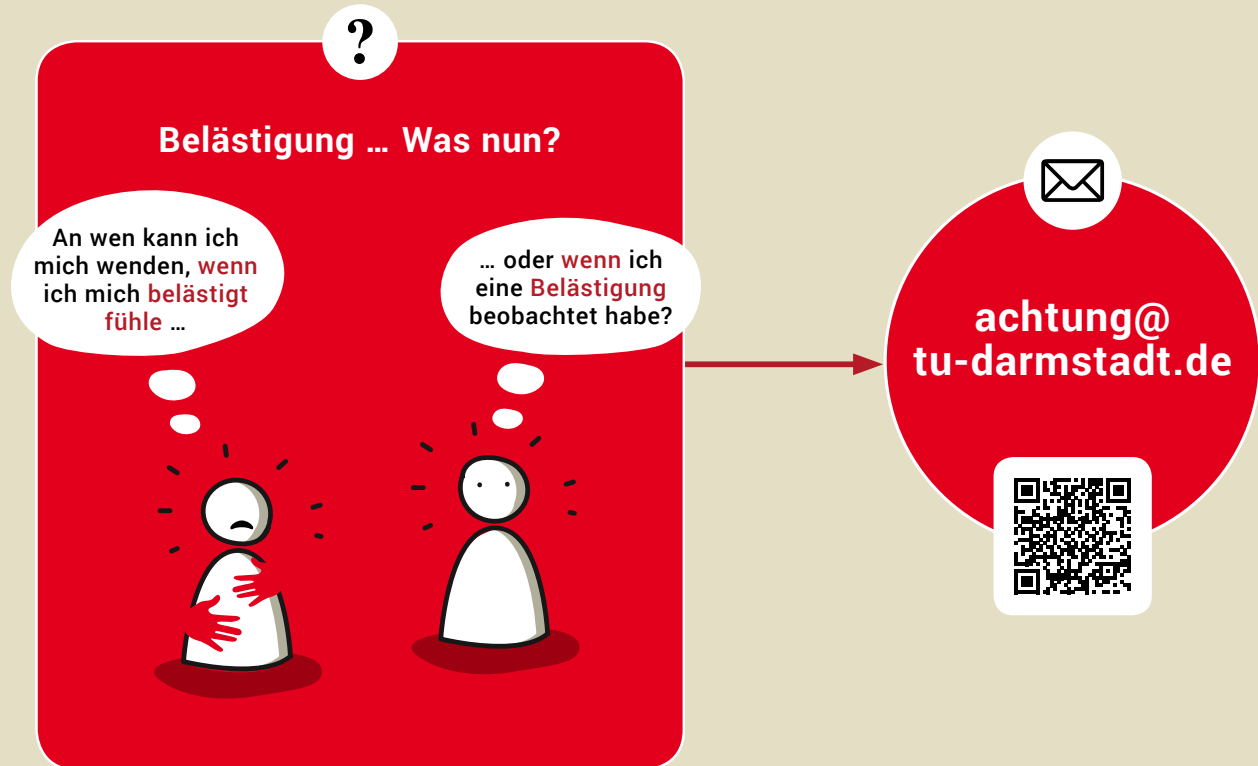 ?
Belästigung … Was nun?
An wen kann ich
mich wenden, wenn
ich mich belästigt
fühle …
… oder wenn ich
eine Belästigung
beobachtet habe?
achtung@
tu-darmstadt.de